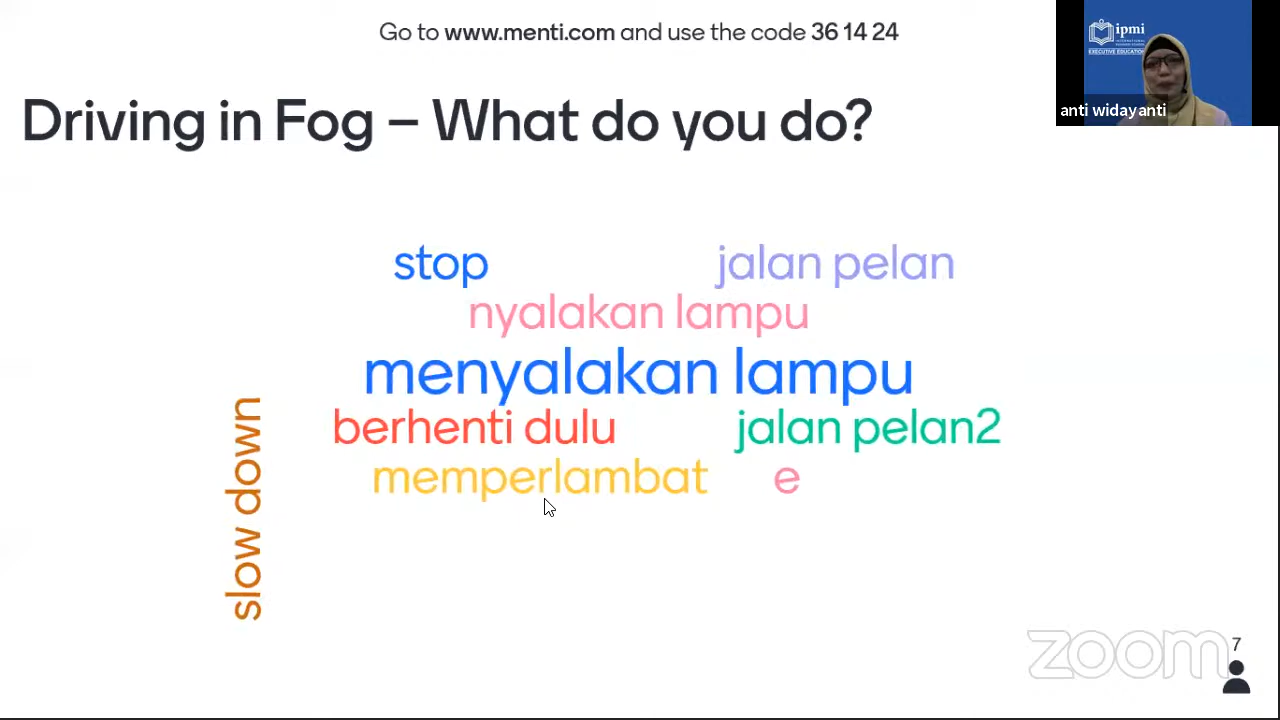 Go to www.menti.com and use the code 36 14 24
ipmi
EXECUTIVE EDUCATION
anti widayanti
Driving in Fog – What do you do?
stop
jalan pelan
nyalakan lampu
menyalakan lampu
berhenti dulu
jalan pelan2
memperlambat
e
slow down
zoom
7